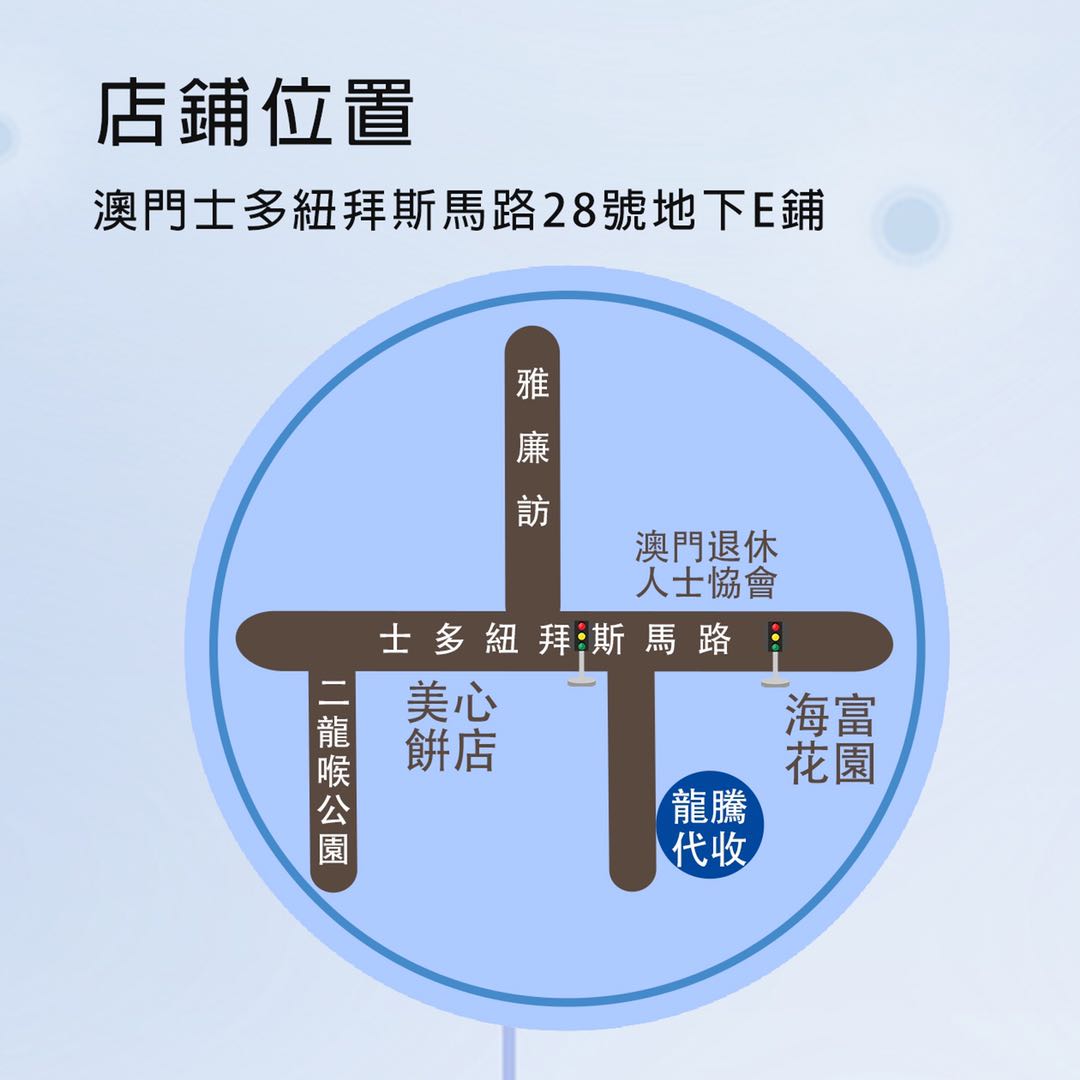 店鋪位置
澳門士多紐拜斯馬路28號地下E鋪
雅廉訪
澳門退休
人士恊會
士多紐拜斯馬路
二龍喉公園
美心
餅店
海富
花園
龍騰
代收